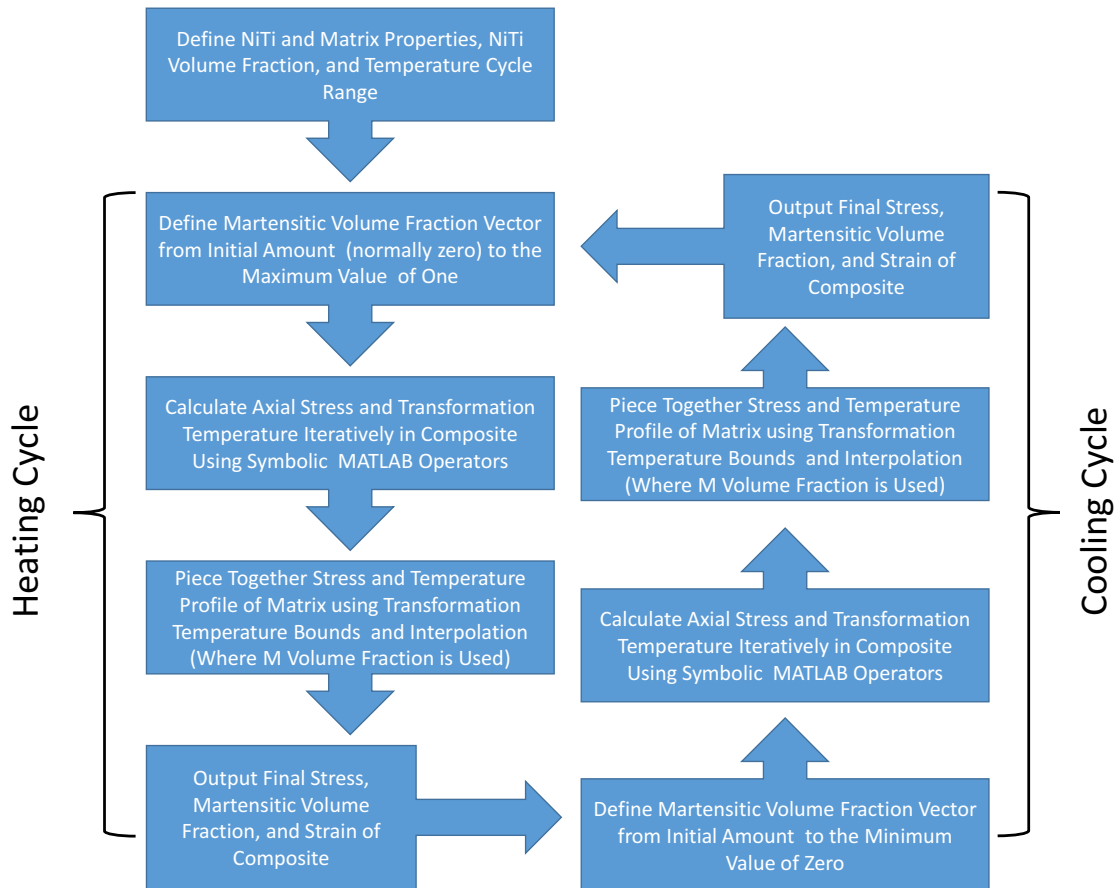 Define NiTi and Matrix Properties, NiTi
Volume Fraction, and Temperature Cycle
Range
Heating Cycle
Define Martensitic Volume Fraction Vector
from Initial Amount (normally zero) to the
Maximum Value of One
Calculate Axial Stress and Transformation
Temperature Iteratively in Composite
Using Symbolic MATLAB Operators
Piece Together Stress and Temperature
Profile of Matrix using Transformation
Temperature Bounds and Interpolation
(Where M Volume Fraction is Used)
Output Final Stress,
Martensitic Volume
Fraction, and Strain of
Composite
Define Martensitic Volume Fraction Vector
from Initial Amount to the Minimum
Value of Zero
Calculate Axial Stress and Transformation
Temperature Iteratively in Composite
Using Symbolic MATLAB Operators
Piece Together Stress and Temperature
Profile of Matrix using Transformation
Temperature Bounds and Interpolation
(Where M Volume Fraction is Used)
Output Final Stress,
Martensitic Volume
Fraction, and Strain of
Composite
Cooling Cycle